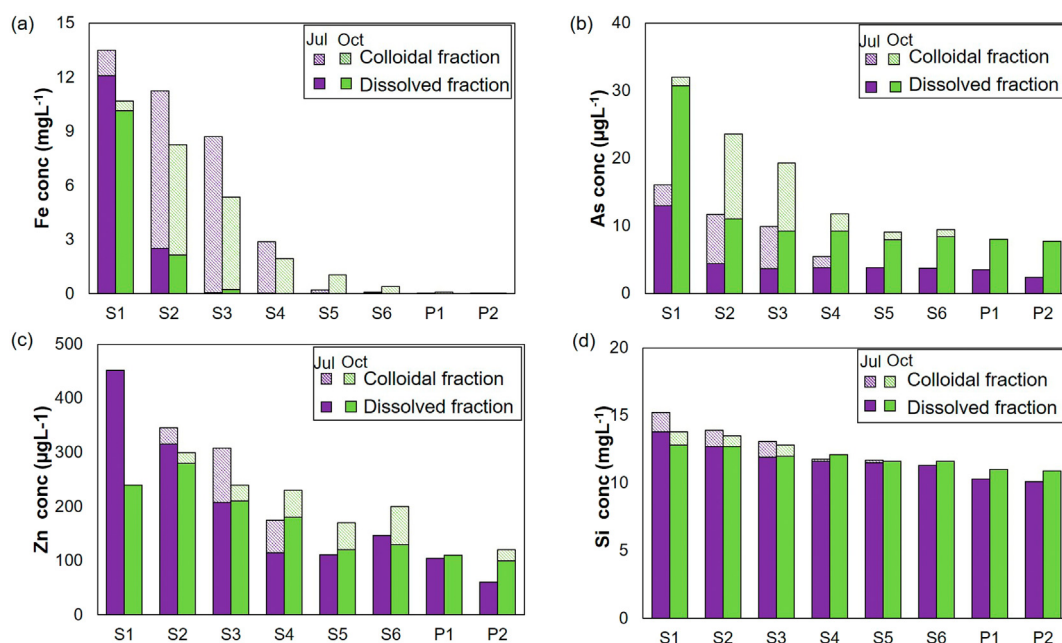 (a)
Fe conc (mgL⁻¹)
15
12
9
6
3
0
Jul Oct
Colloidal fraction
Dissolved fraction
S1 S2 S3 S4 S5 S6 P1 P2
(b)
As conc (µgL⁻¹)
40
30
20
10
0
Jul Oct
Colloidal fraction
Dissolved fraction
S1 S2 S3 S4 S5 S6 P1 P2
(c)
Zn conc (µgL-1)
500
400
300
200
100
0
Jul Oct
Colloidal fraction
Dissolved fraction
S1 S2 S3 S4 S5 S6 P1 P2
(d)
Si conc (mgL⁻¹)
20
15
10
5
0
Jul Oct
Colloidal fraction
Dissolved fraction
S1 S2 S3 S4 S5 S6 P1 P2